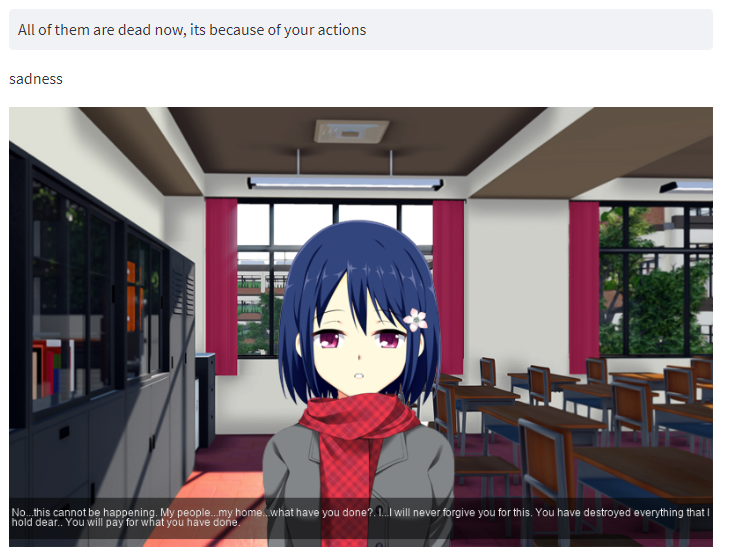 All of them are dead now, its because of your actions
sadness
No...this cannot be happening. My people...my home...what have you done?. I...I will never forgive you for this. You have destroyed everything that I
hold dear.. You will pay for what you have done.